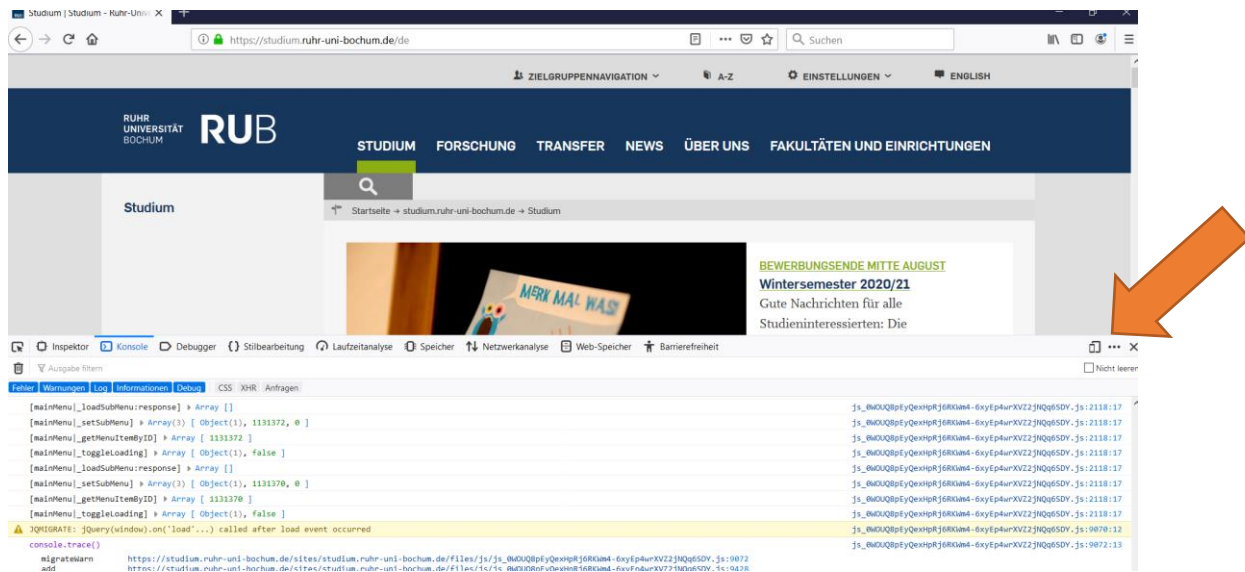 Studium | Studium - Ruhr-Univ
https://studium.ruhr-uni-bochum.de/de
Suchen
ZIELGRUPPENNAVIGATION A-Z EINSTELLUNGEN ENGLISH
RUHR
UNIVERSITÄT
BOCHUM
RUB
STUDIUM FORSCHUNG TRANSFER NEWS ÜBER UNS FAKULTÄTEN UND EINRICHTUNGEN
Studium
Startseite → studium.ruhr-uni-bochum.de → Studium
MERK MAL WAS!
BEWERBUNGSENDE MITTE AUGUST
Wintersemester 2020/21
Gute Nachrichten für alle
Studieninteressierten: Die
Inspektor Konsole Debugger {} Stilbearbeitung Laufzeitanalyse Speicher Netzwerkanalyse Web-Speicher Barrierefreiheit
Ausgabe filtern Nicht leeren
Fehler Warnungen Log Informationen Debug CSS XHR Anfragen
[mainMenu|_loadSubMenu:response] Array []
[mainMenu|_setSubMenu] Array(3) [ Object(1), 1131372, 0 ]
[mainMenu|_getMenuItemByID] Array [ 1131372 ]
[mainMenu|_toggleLoading] Array [ Object(1), false ]
[mainMenu|_loadSubMenu:response] Array []
[mainMenu|_setSubMenu] Array(3) [ Object(1), 1131370, 0 ]
[mainMenu|_getMenuItemByID] Array [ 1131370 ]
[mainMenu|_toggleLoading] Array [ Object(1), false ]
JQMIGRATE: jQuery(window).on('load'...) called after load event occurred
console.trace()
migrateWarn
add